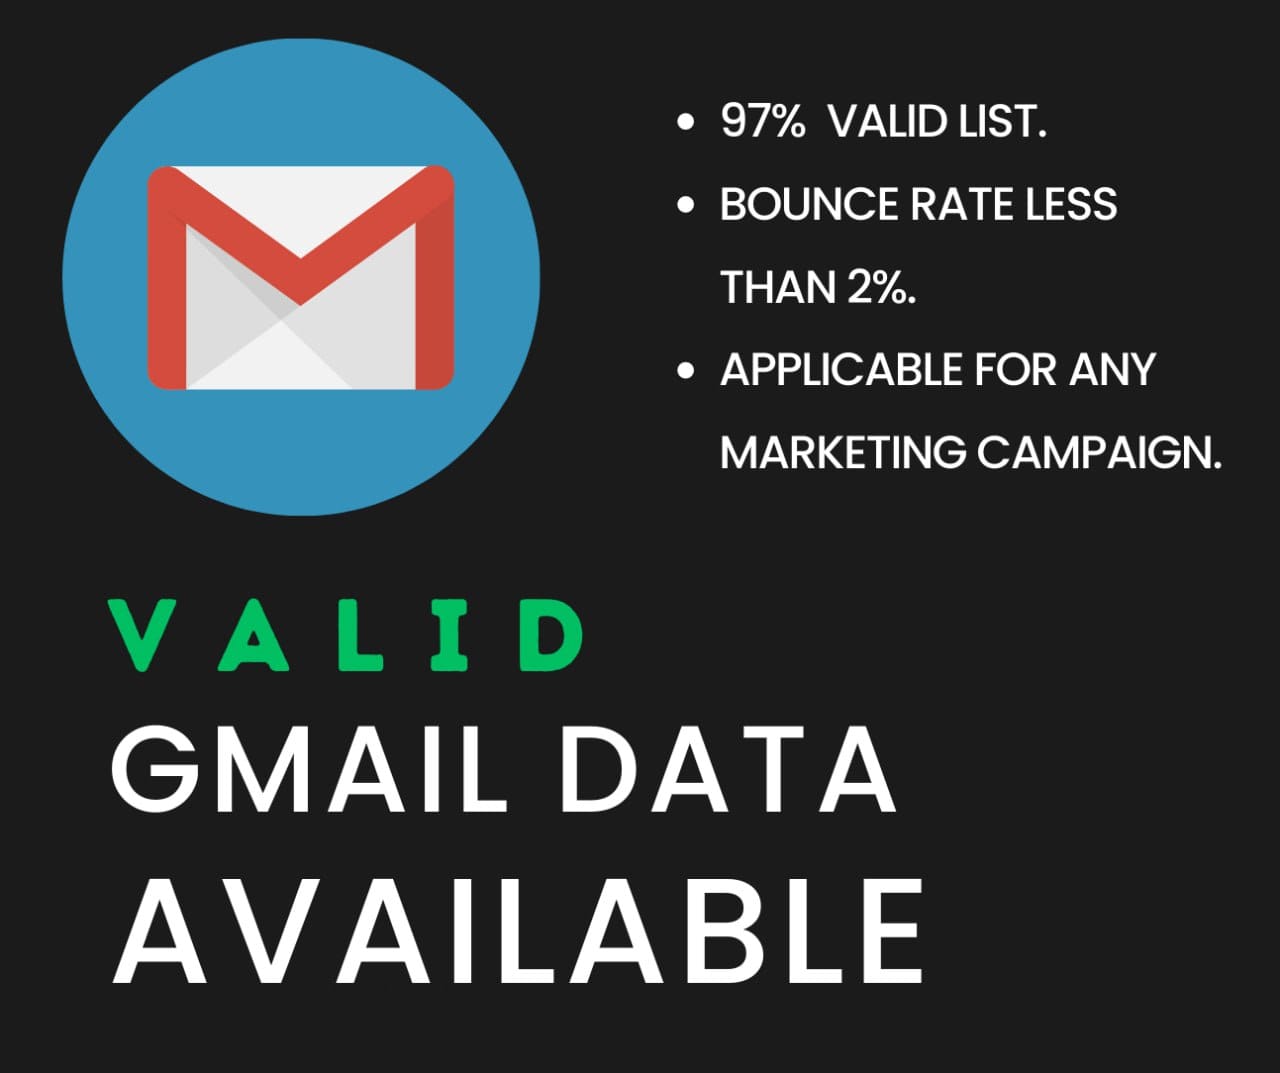 97% VALID LIST.
BOUNCE RATE LESS
THAN 2%.
APPLICABLE FOR ANY
MARKETING CAMPAIGN.
VALID
GMAIL DATA
AVAILABLE